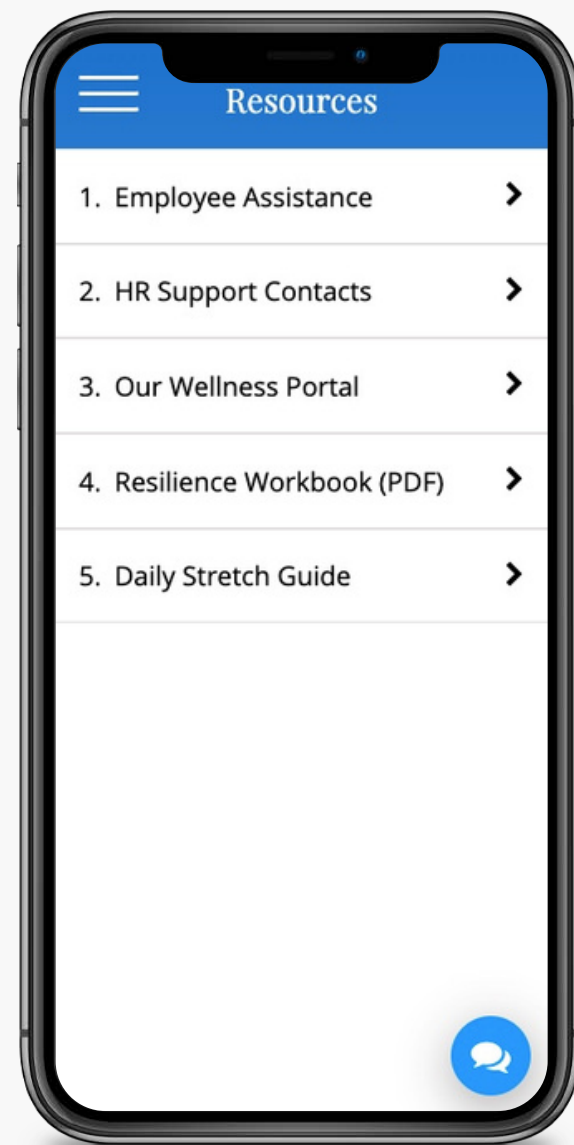 Resources
1. Employee Assistance
2. HR Support Contacts
3. Our Wellness Portal
4. Resilience Workbook (PDF)
5. Daily Stretch Guide